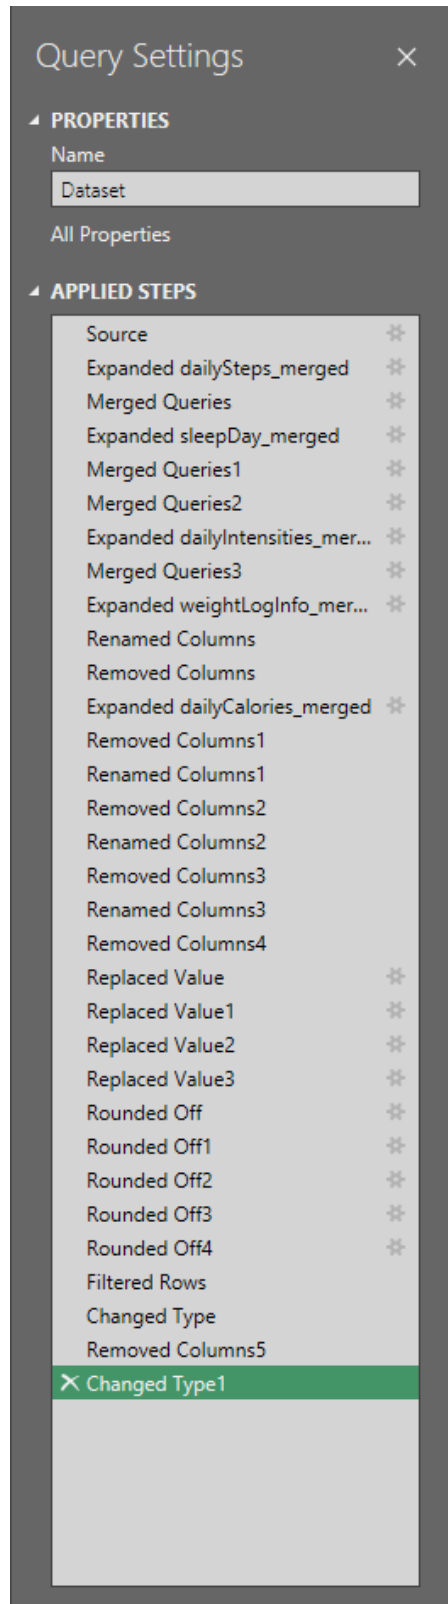 Query Settings
PROPERTIES
Name
Dataset
All Properties
APPLIED STEPS
Source
Expanded dailySteps_merged
Merged Queries
Expanded sleepDay_merged
Merged Queries1
Merged Queries2
Expanded dailyIntensities_mer...
Merged Queries3
Expanded weightLogInfo_mer...
Renamed Columns
Removed Columns
Expanded dailyCalories_merged
Removed Columns1
Renamed Columns1
Removed Columns2
Renamed Columns2
Removed Columns3
Renamed Columns3
Removed Columns4
Replaced Value
Replaced Value1
Replaced Value2
Replaced Value3
Rounded Off
Rounded Off1
Rounded Off2
Rounded Off3
Rounded Off4
Filtered Rows
Changed Type
Removed Columns5
Changed Type1